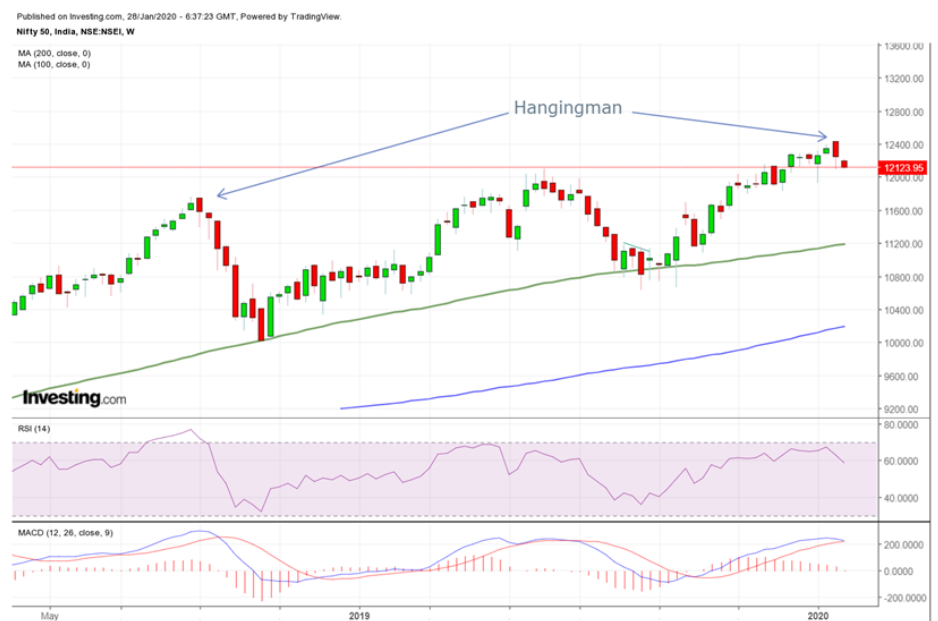 Published on Investing.com, 28/Jan/2020 - 6:37:23 GMT, Powered by TradingView.
Nifty 50, India, NSE:NSEI, W
MA (200, close, 0)
MA (100, close, 0)
Hangingman
13600.00
13200.00
12800.00
12400.00
12123.95
12000.00
11600.00
11200.00
10800.00
10400.00
10000.00
9600.00
9200.00
Investing.com
RSI (14)
80.0000
60.0000
40.0000
MACD (12, 26, close, 9)
200.0000
0.0000
-200.0000
May
2019
2020